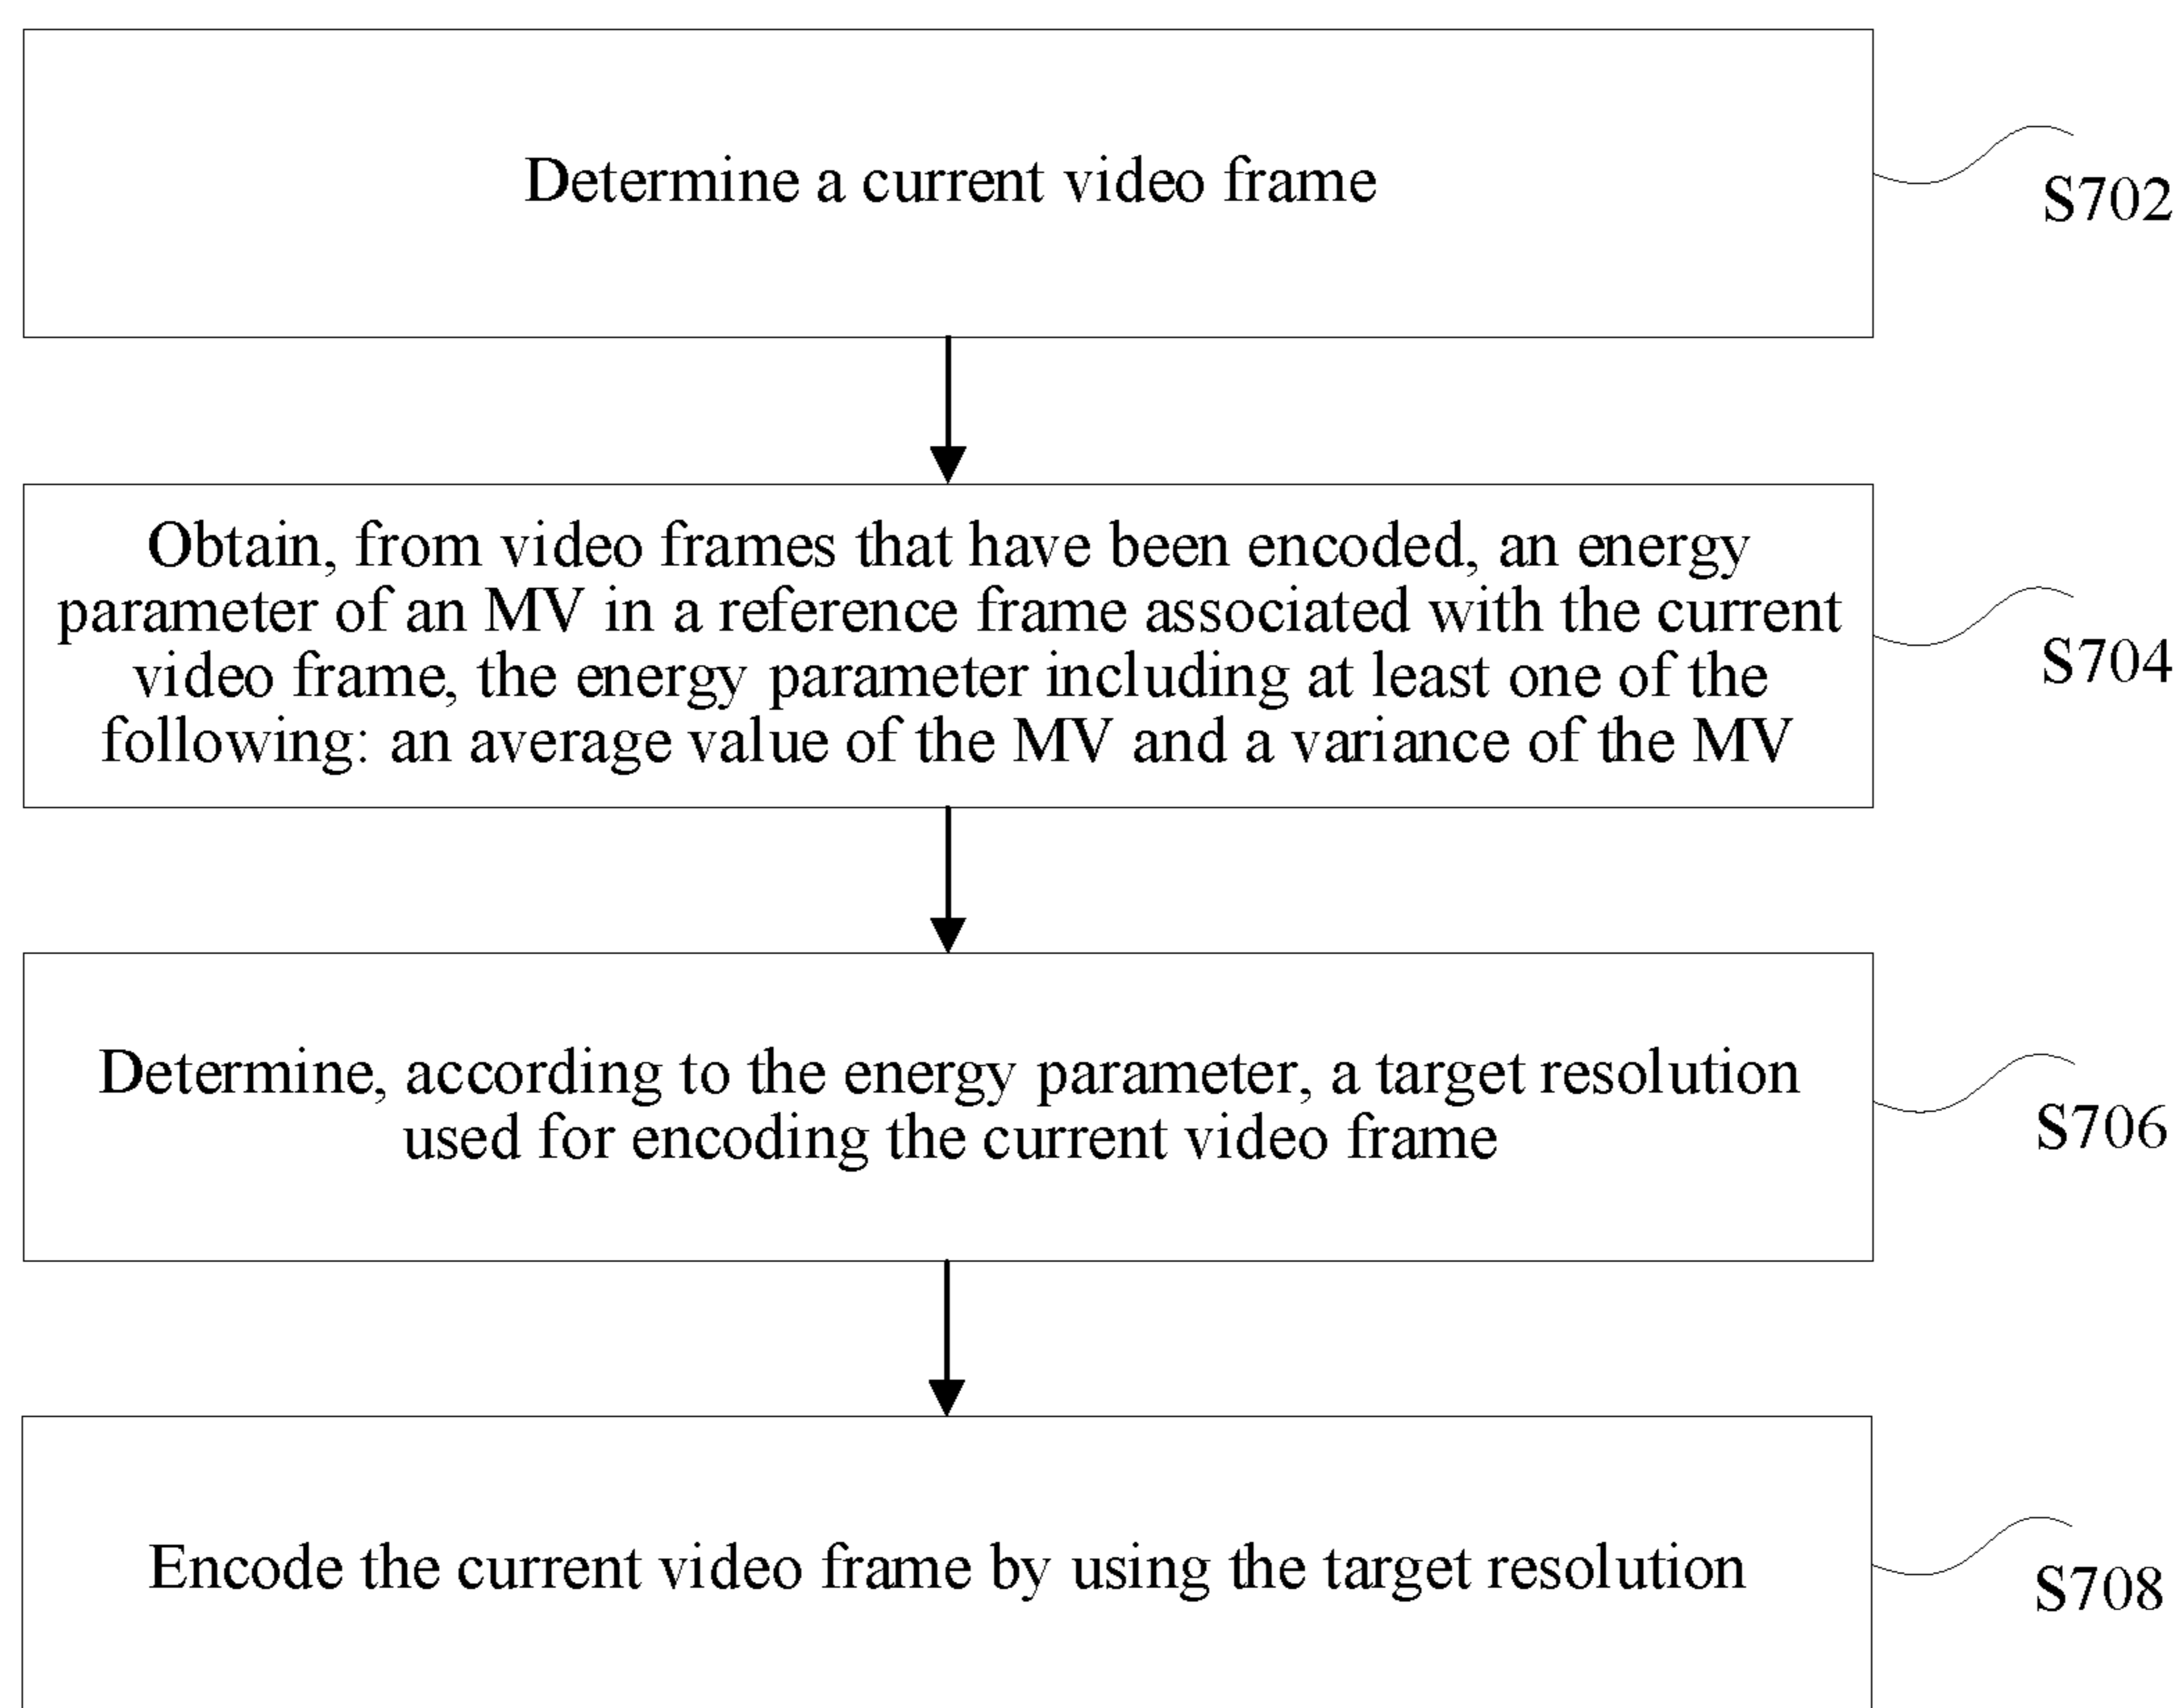 Determine a current video frame
S702
Obtain, from video frames that have been encoded, an energy
parameter of an MV in a reference frame associated with the current
video frame, the energy parameter including at least one of the
following: an average value of the MV and a variance of the MV
S704
Determine, according to the energy parameter, a target resolution
used for encoding the current video frame
S706
Encode the current video frame by using the target resolution
S708